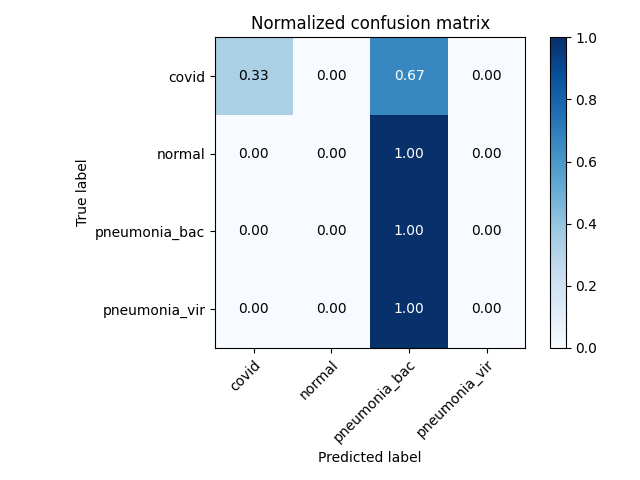 Normalized confusion matrix
True label
covid 0.33 0.00 0.67 0.00
normal 0.00 0.00 1.00 0.00
pneumonia_bac 0.00 0.00 1.00 0.00
pneumonia_vir 0.00 0.00 1.00 0.00
covid normal pneumonia_bac pneumonia_vir
Predicted label
1.0
0.8
0.6
0.4
0.2
0.0